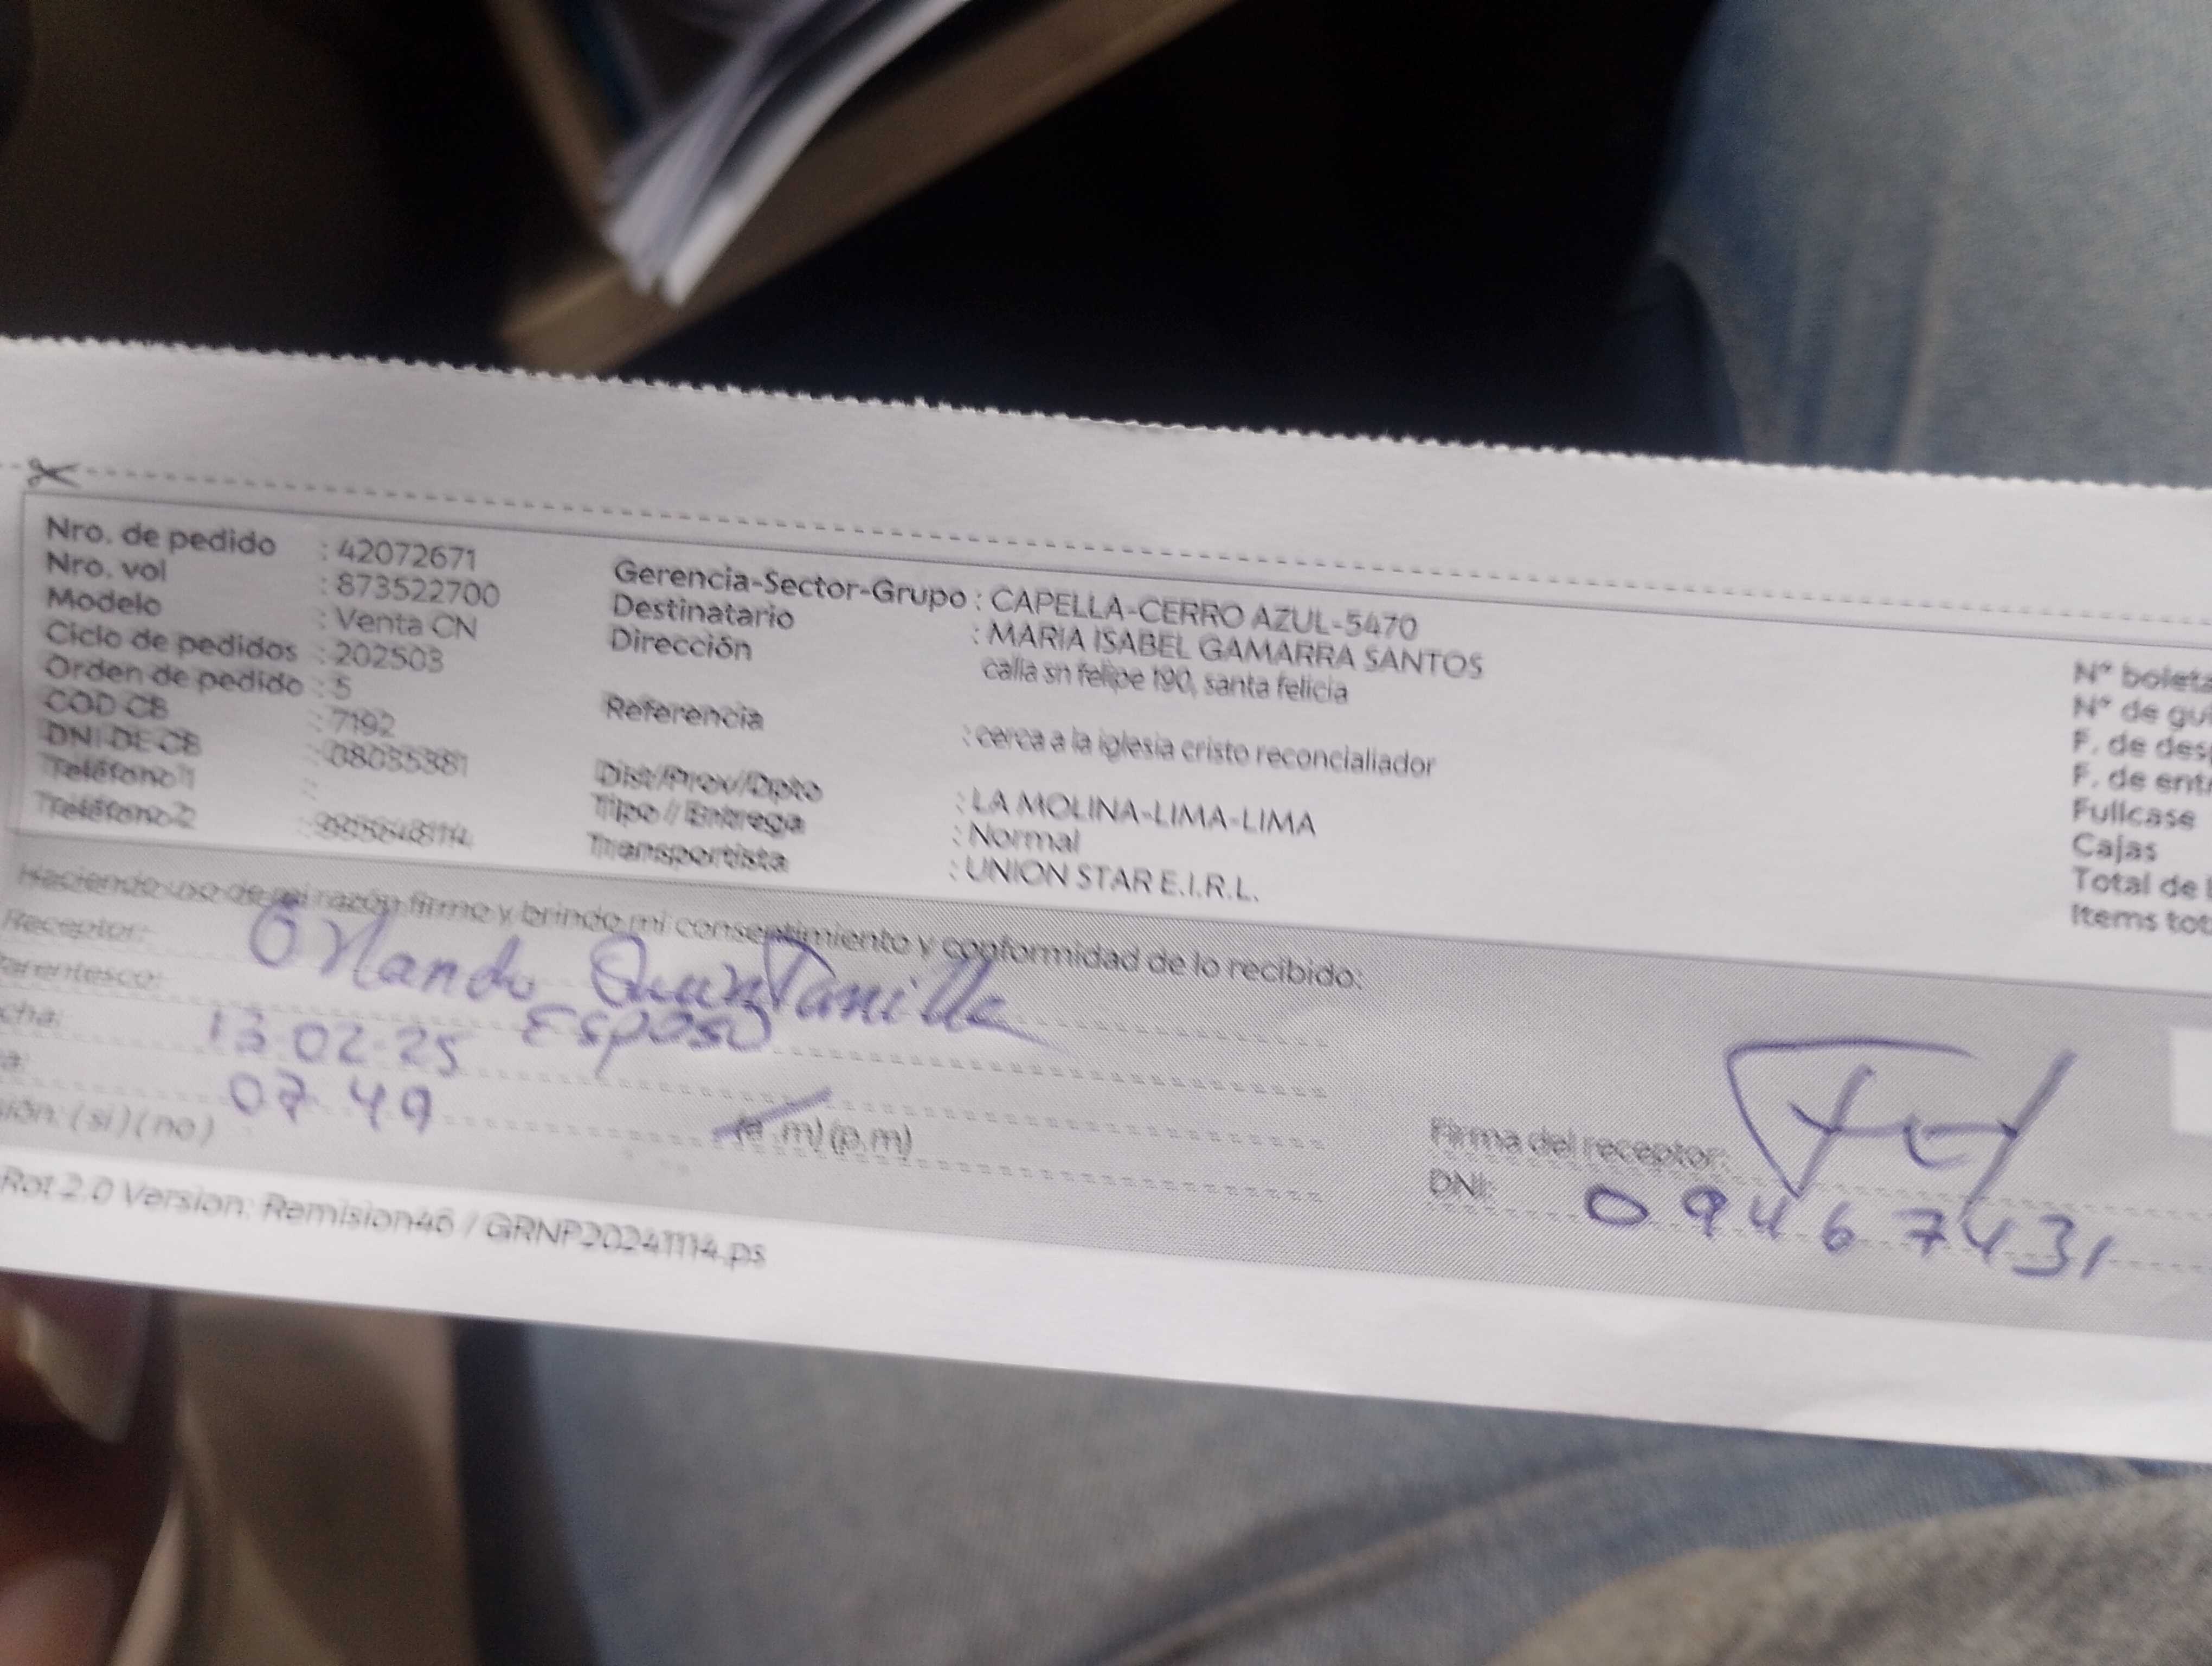 Nro. de pedido : 42072671
Nro. vol : 873522700
Modelo : Venta CN
Ciclo de pedidos : 202503
Orden de pedido : 5
COD CB : 7192
DNI DE CB : 08035381
Teléfono 1 :
Teléfono 2 :
Gerencia-Sector-Grupo : CAPELLA-CERRO AZUL-5470
Destinatario : MARIA ISABEL GAMARRA SANTOS
Dirección calla sn felipe 190, santa felicia
Referencia : cerca a la iglesia cristo reconcialiador
Dist/Prov/Dpto : LA MOLINA-LIMA-LIMA
Tipo // Entrega : Normal
Transportista : UNION STAR E.I.R.L.
N° boleta
N° de gui
F. de desp
F. de entr
Fullcase
Cajas
Total de
Items tot
Haciendo uso de mi razón firmo y brindo mi consentimiento y conformidad de lo recibido:
Receptor: Orlando Quintanilla
arentesco: Esposo
cha: 13.02.25
a: 07 49 (a.m) (p.m)
sión: (si) (no)
Firma del receptor:
DNI: 09467431
Rot 2.0 Version: Remision46 / GRNP20241114.ps